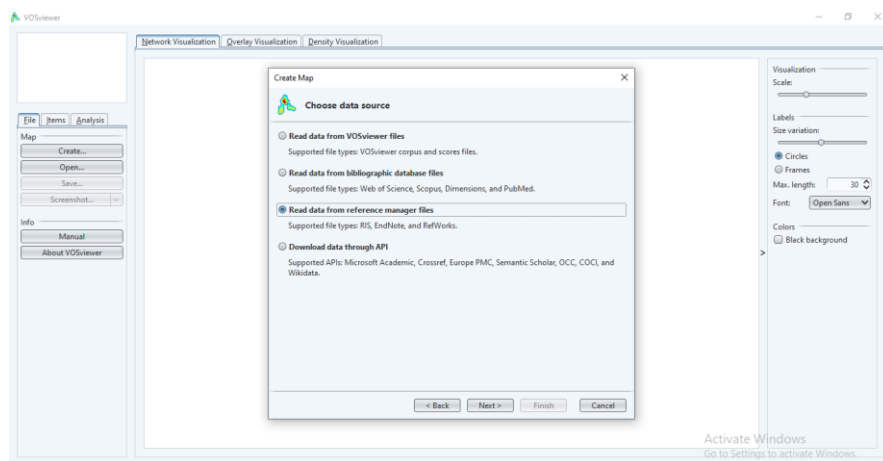 VOSviewer
Network Visualization Overlay Visualization Density Visualization
File Items Analysis
Map
Create...
Open...
Save...
Screenshot...
Info
Manual
About VOSviewer
Create Map
Choose data source
Read data from VOSviewer files
Supported file types: VOSviewer corpus and scores files.
Read data from bibliographic database files
Supported file types: Web of Science, Scopus, Dimensions, and PubMed.
Read data from reference manager files
Supported file types: RIS, EndNote, and RefWorks.
Download data through API
Supported APIs: Microsoft Academic, Crossref, Europe PMC, Semantic Scholar, OCC, COCI, and
Wikidata.
< Back Next > Finish Cancel
>
Visualization
Scale:
Labels
Size variation:
Circles
Frames
Max. length: 30
Font: Open Sans
Colors
Black background
Activate Windows
Go to Settings to activate Windows.